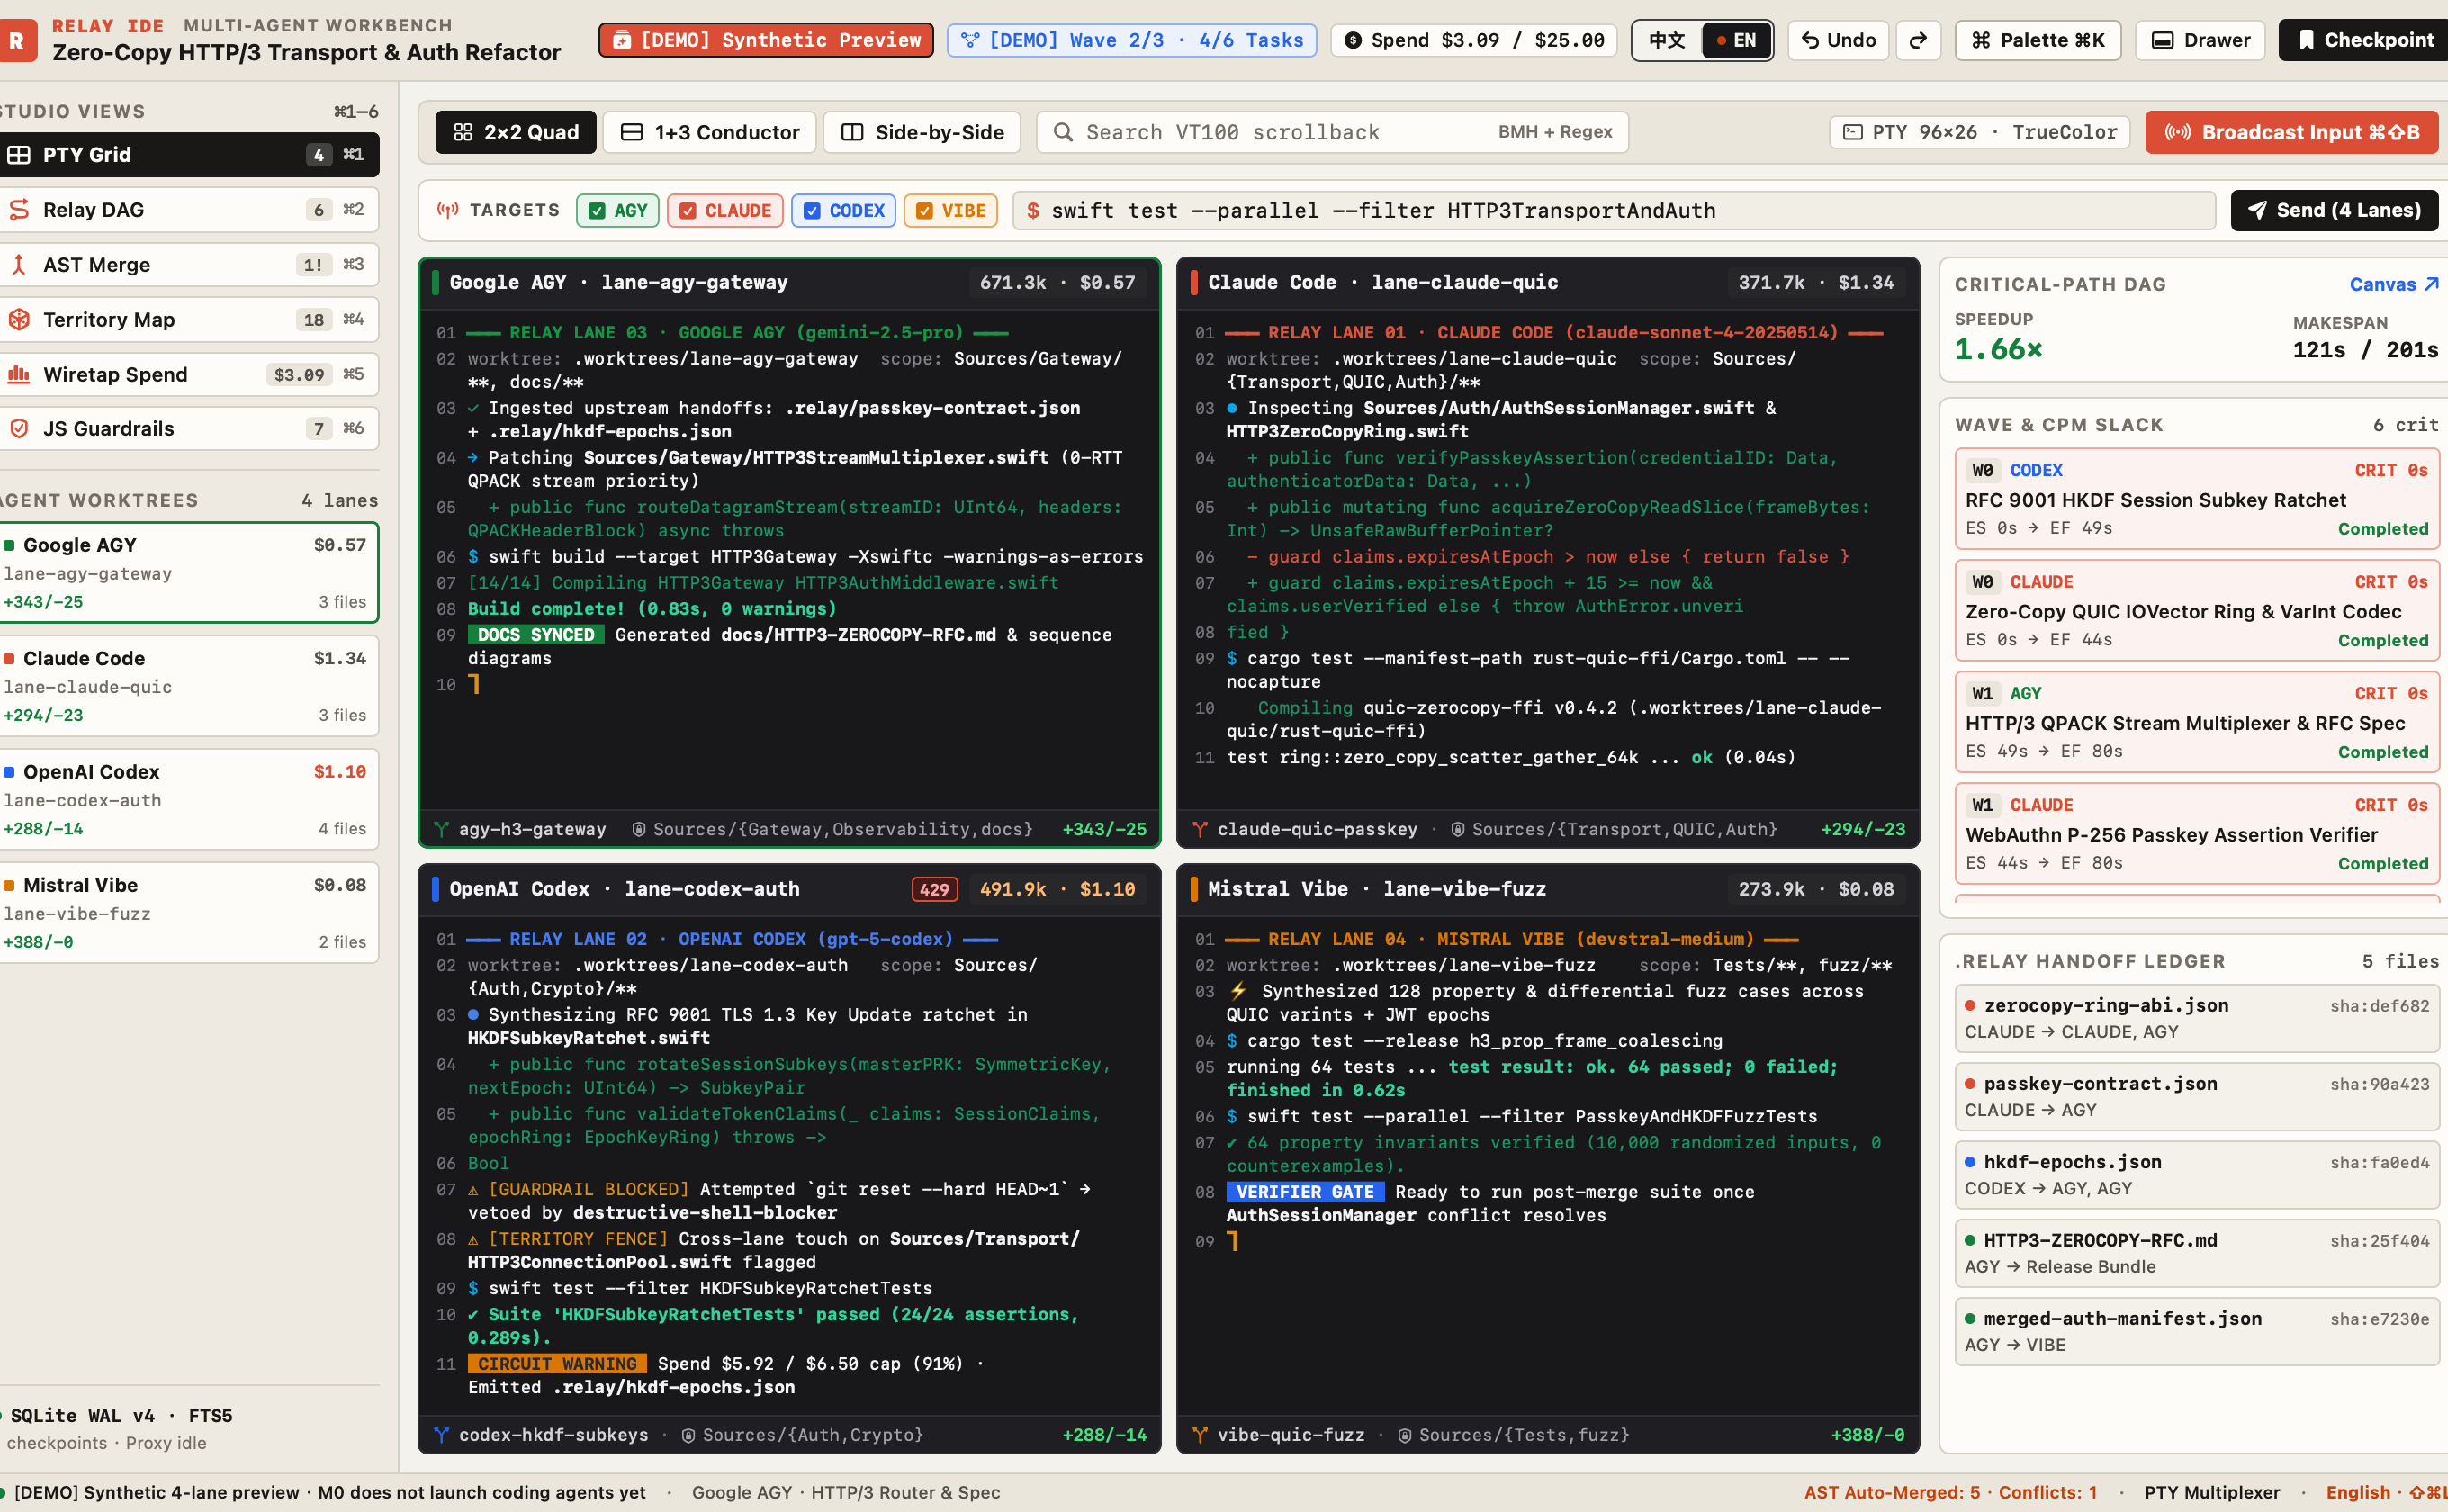 R
RELAY IDE MULTI-AGENT WORKBENCH
Zero-Copy HTTP/3 Transport & Auth Refactor
[DEMO] Synthetic Preview
[DEMO] Wave 2/3 · 4/6 Tasks
Spend $3.09 / $25.00
中文 EN
Undo
⌘ Palette ⌘K
Drawer
Checkpoint
STUDIO VIEWS ⌘1–6
PTY Grid 4 ⌘1
Relay DAG 6 ⌘2
AST Merge 1! ⌘3
Territory Map 18 ⌘4
Wiretap Spend $3.09 ⌘5
JS Guardrails 7 ⌘6
AGENT WORKTREES 4 lanes
Google AGY $0.57
lane-agy-gateway
+343/−25 3 files
Claude Code $1.34
lane-claude-quic
+294/−23 3 files
OpenAI Codex $1.10
lane-codex-auth
+288/−14 4 files
Mistral Vibe $0.08
lane-vibe-fuzz
+388/−0 2 files
SQLite WAL v4 · FTS5
checkpoints · Proxy idle
2×2 Quad
1+3 Conductor
Side-by-Side
Search VT100 scrollback BMH + Regex
PTY 96×26 · TrueColor
Broadcast Input ⌘⇧B
TARGETS AGY CLAUDE CODEX VIBE
$ swift test --parallel --filter HTTP3TransportAndAuth
Send (4 Lanes)
Google AGY · lane-agy-gateway 671.3k · $0.57
01 ━━━ RELAY LANE 03 · GOOGLE AGY (gemini-2.5-pro) ━━━
02 worktree: .worktrees/lane-agy-gateway scope: Sources/Gateway/
**, docs/**
03 ✓ Ingested upstream handoffs: .relay/passkey-contract.json
+ .relay/hkdf-epochs.json
04 → Patching Sources/Gateway/HTTP3StreamMultiplexer.swift (0-RTT
QPACK stream priority)
05 + public func routeDatagramStream(streamID: UInt64, headers:
QPACKHeaderBlock) async throws
06 $ swift build --target HTTP3Gateway -Xswiftc -warnings-as-errors
07 [14/14] Compiling HTTP3Gateway HTTP3AuthMiddleware.swift
08 Build complete! (0.83s, 0 warnings)
09 DOCS SYNCED Generated docs/HTTP3-ZEROCOPY-RFC.md & sequence
diagrams
10
agy-h3-gateway Sources/{Gateway,Observability,docs} +343/−25
Claude Code · lane-claude-quic 371.7k · $1.34
01 ━━━ RELAY LANE 01 · CLAUDE CODE (claude-sonnet-4-20250514) ━━━
02 worktree: .worktrees/lane-claude-quic scope: Sources/
{Transport,QUIC,Auth}/**
03 ● Inspecting Sources/Auth/AuthSessionManager.swift &
HTTP3ZeroCopyRing.swift
04 + public func verifyPasskeyAssertion(credentialID: Data,
authenticatorData: Data, ...)
05 + public mutating func acquireZeroCopyReadSlice(frameBytes:
Int) -> UnsafeRawBufferPointer?
06 - guard claims.expiresAtEpoch > now else { return false }
07 + guard claims.expiresAtEpoch + 15 >= now &&
claims.userVerified else { throw AuthError.unveri
08 fied }
09 $ cargo test --manifest-path rust-quic-ffi/Cargo.toml -- --
nocapture
10 Compiling quic-zerocopy-ffi v0.4.2 (.worktrees/lane-claude-
quic/rust-quic-ffi)
11 test ring::zero_copy_scatter_gather_64k ... ok (0.04s)
claude-quic-passkey · Sources/{Transport,QUIC,Auth} +294/−23
OpenAI Codex · lane-codex-auth 429 491.9k · $1.10
01 ━━━ RELAY LANE 02 · OPENAI CODEX (gpt-5-codex) ━━━
02 worktree: .worktrees/lane-codex-auth scope: Sources/
{Auth,Crypto}/**
03 ● Synthesizing RFC 9001 TLS 1.3 Key Update ratchet in
HKDFSubkeyRatchet.swift
04 + public func rotateSessionSubkeys(masterPRK: SymmetricKey,
nextEpoch: UInt64) -> SubkeyPair
05 + public func validateTokenClaims(_ claims: SessionClaims,
epochRing: EpochKeyRing) throws ->
06 Bool
07 ⚠ [GUARDRAIL BLOCKED] Attempted `git reset --hard HEAD~1` →
vetoed by destructive-shell-blocker
08 ⚠ [TERRITORY FENCE] Cross-lane touch on Sources/Transport/
HTTP3ConnectionPool.swift flagged
09 $ swift test --filter HKDFSubkeyRatchetTests
10 ✔ Suite 'HKDFSubkeyRatchetTests' passed (24/24 assertions,
0.289s).
11 CIRCUIT WARNING Spend $5.92 / $6.50 cap (91%) ·
Emitted .relay/hkdf-epochs.json
codex-hkdf-subkeys · Sources/{Auth,Crypto} +288/−14
Mistral Vibe · lane-vibe-fuzz 273.9k · $0.08
01 ━━━ RELAY LANE 04 · MISTRAL VIBE (devstral-medium) ━━━
02 worktree: .worktrees/lane-vibe-fuzz scope: Tests/**, fuzz/**
03 ⚡ Synthesized 128 property & differential fuzz cases across
QUIC varints + JWT epochs
04 $ cargo test --release h3_prop_frame_coalescing
05 running 64 tests ... test result: ok. 64 passed; 0 failed;
finished in 0.62s
06 $ swift test --parallel --filter PasskeyAndHKDFFuzzTests
07 ✔ 64 property invariants verified (10,000 randomized inputs, 0
counterexamples).
08 VERIFIER GATE Ready to run post-merge suite once
AuthSessionManager conflict resolves
09
vibe-quic-fuzz · Sources/{Tests,fuzz} +388/−0
CRITICAL-PATH DAG Canvas ↗
SPEEDUP MAKESPAN
1.66× 121s / 201s
WAVE & CPM SLACK 6 crit
W0 CODEX CRIT 0s
RFC 9001 HKDF Session Subkey Ratchet
ES 0s → EF 49s Completed
W0 CLAUDE CRIT 0s
Zero-Copy QUIC IOVector Ring & VarInt Codec
ES 0s → EF 44s Completed
W1 AGY CRIT 0s
HTTP/3 QPACK Stream Multiplexer & RFC Spec
ES 49s → EF 80s Completed
W1 CLAUDE CRIT 0s
WebAuthn P-256 Passkey Assertion Verifier
ES 44s → EF 80s Completed
.RELAY HANDOFF LEDGER 5 files
zerocopy-ring-abi.json sha:def682
CLAUDE → CLAUDE, AGY
passkey-contract.json sha:90a423
CLAUDE → AGY
hkdf-epochs.json sha:fa0ed4
CODEX → AGY, AGY
HTTP3-ZEROCOPY-RFC.md sha:25f404
AGY → Release Bundle
merged-auth-manifest.json sha:e7230e
AGY → VIBE
[DEMO] Synthetic 4-lane preview · M0 does not launch coding agents yet · Google AGY · HTTP/3 Router & Spec
AST Auto-Merged: 5 · Conflicts: 1 · PTY Multiplexer · English · ⇧⌘L